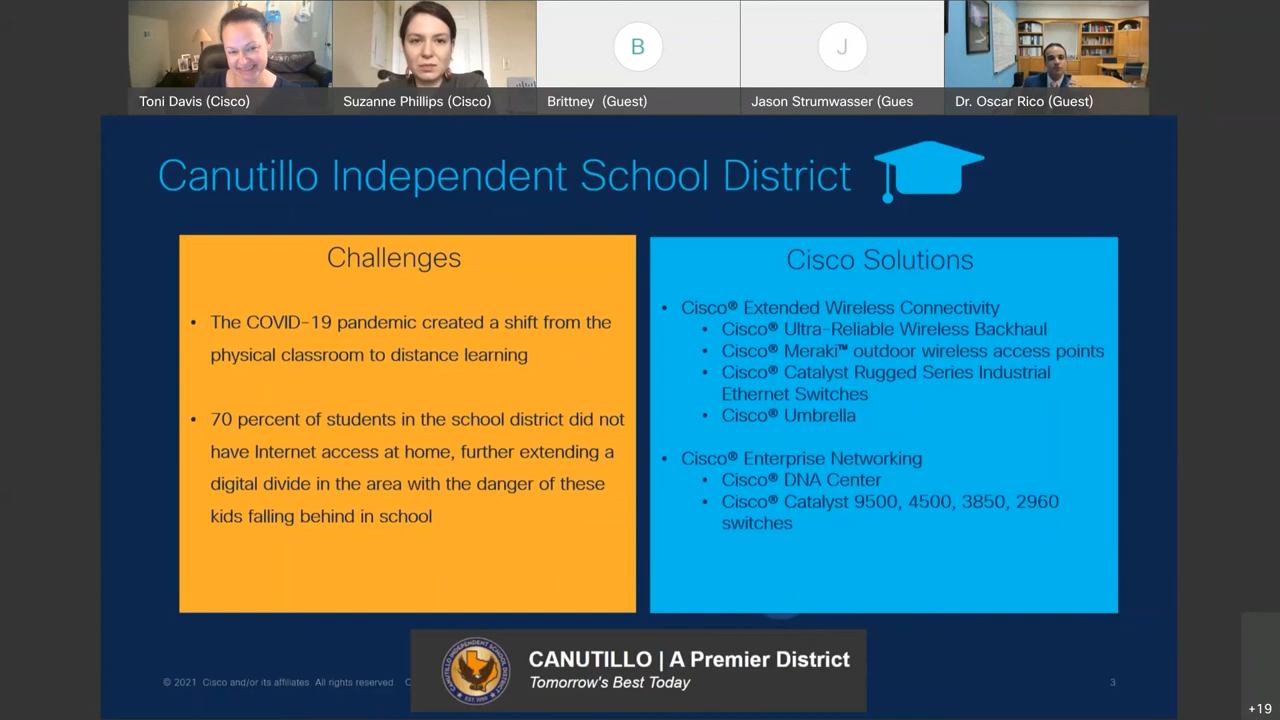 B
J
Toni Davis (Cisco)
Suzanne Phillips (Cisco)
Brittney (Guest)
Jason Strumwasser (Gues
Dr. Oscar Rico (Guest)
Canutillo Independent School District
Challenges
• The COVID-19 pandemic created a shift from the
physical classroom to distance learning
• 70 percent of students in the school district did not
have Internet access at home, further extending a
digital divide in the area with the danger of these
kids falling behind in school
Cisco Solutions
• Cisco® Extended Wireless Connectivity
• Cisco® Ultra-Reliable Wireless Backhaul
• Cisco® Meraki™ outdoor wireless access points
• Cisco® Catalyst Rugged Series Industrial
Ethernet Switches
• Cisco® Umbrella
• Cisco® Enterprise Networking
• Cisco® DNA Center
• Cisco® Catalyst 9500, 4500, 3850, 2960
switches
CANUTILLO INDEPENDENT SCHOOL DISTRICT
CANUTILLO | A Premier District
Tomorrow's Best Today
© 2021 Cisco and/or its affiliates. All rights reserved. C
3
+19